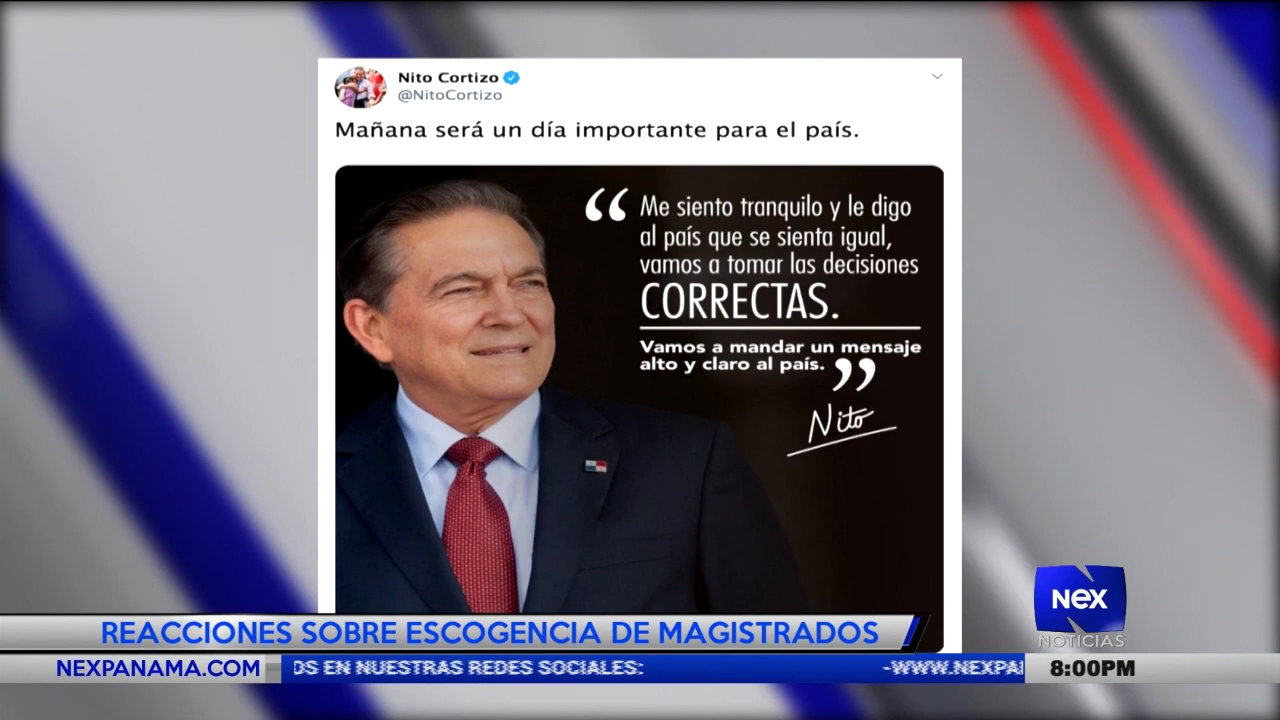 Nito Cortizo
@NitoCortizo
Mañana será un día importante para el país.
“ Me siento tranquilo y le digo
al país que se sienta igual,
vamos a tomar las decisiones
CORRECTAS.
Vamos a mandar un mensaje
alto y claro al país. ”
Nito
NEX
NOTICIAS
REACCIONES SOBRE ESCOGENCIA DE MAGISTRADOS
NEXPANAMA.COM
OS EN NUESTRAS REDES SOCIALES:
-WWW.NEXPA
8:00PM